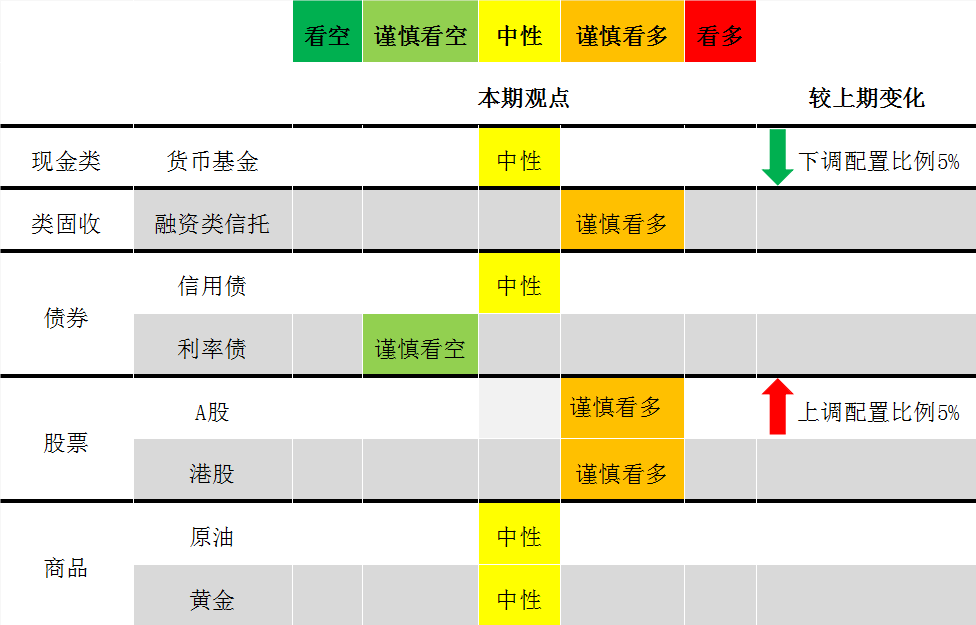 看空 谨慎看空 中性 谨慎看多 看多
本期观点 较上期变化
现金类 货币基金 中性 下调配置比例5%
类固收 融资类信托 谨慎看多
债券
信用债 中性
利率债 谨慎看空
股票
A股 谨慎看多 上调配置比例5%
港股 谨慎看多
商品
原油 中性
黄金 中性